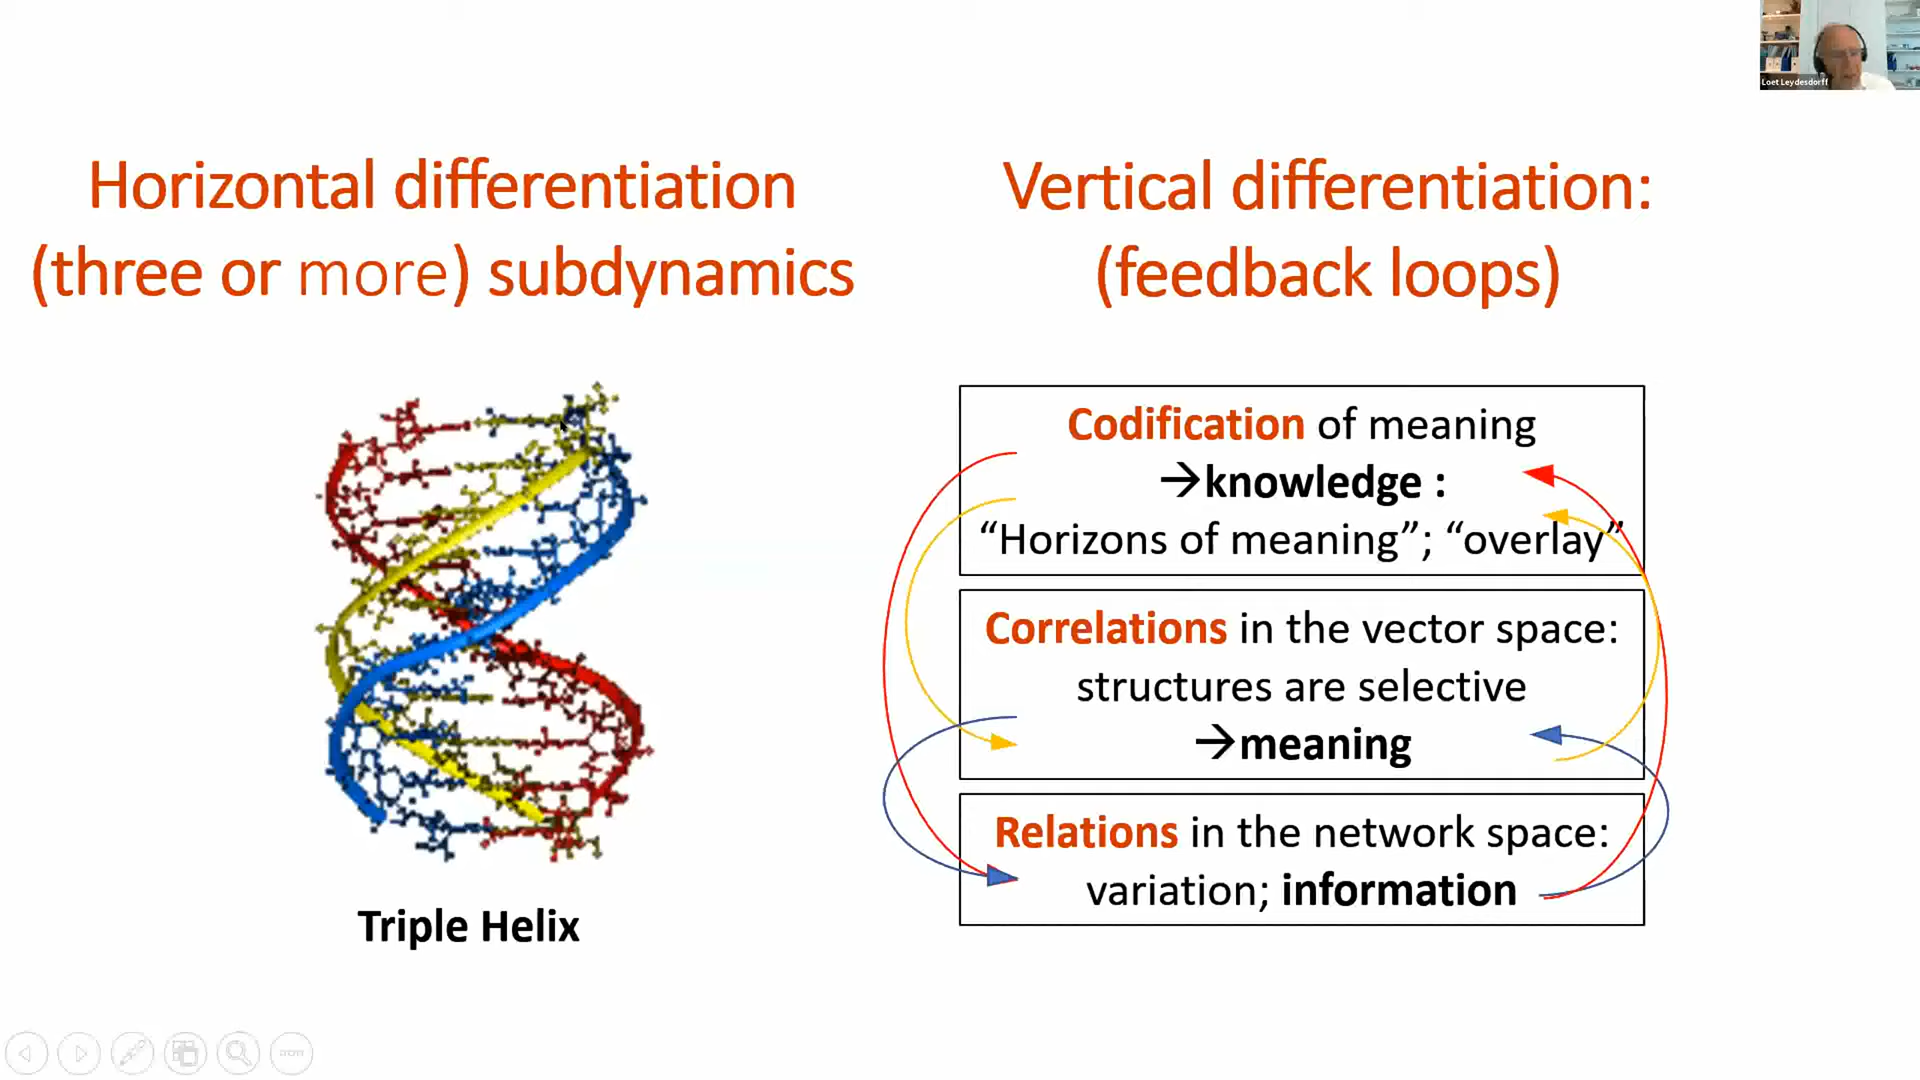 Loet Leydesdorff
Horizontal differentiation
(three or more) subdynamics
Triple Helix
Vertical differentiation:
(feedback loops)
Codification of meaning
→knowledge :
“Horizons of meaning”; “overlay”
Correlations in the vector space:
structures are selective
→meaning
Relations in the network space:
variation; information